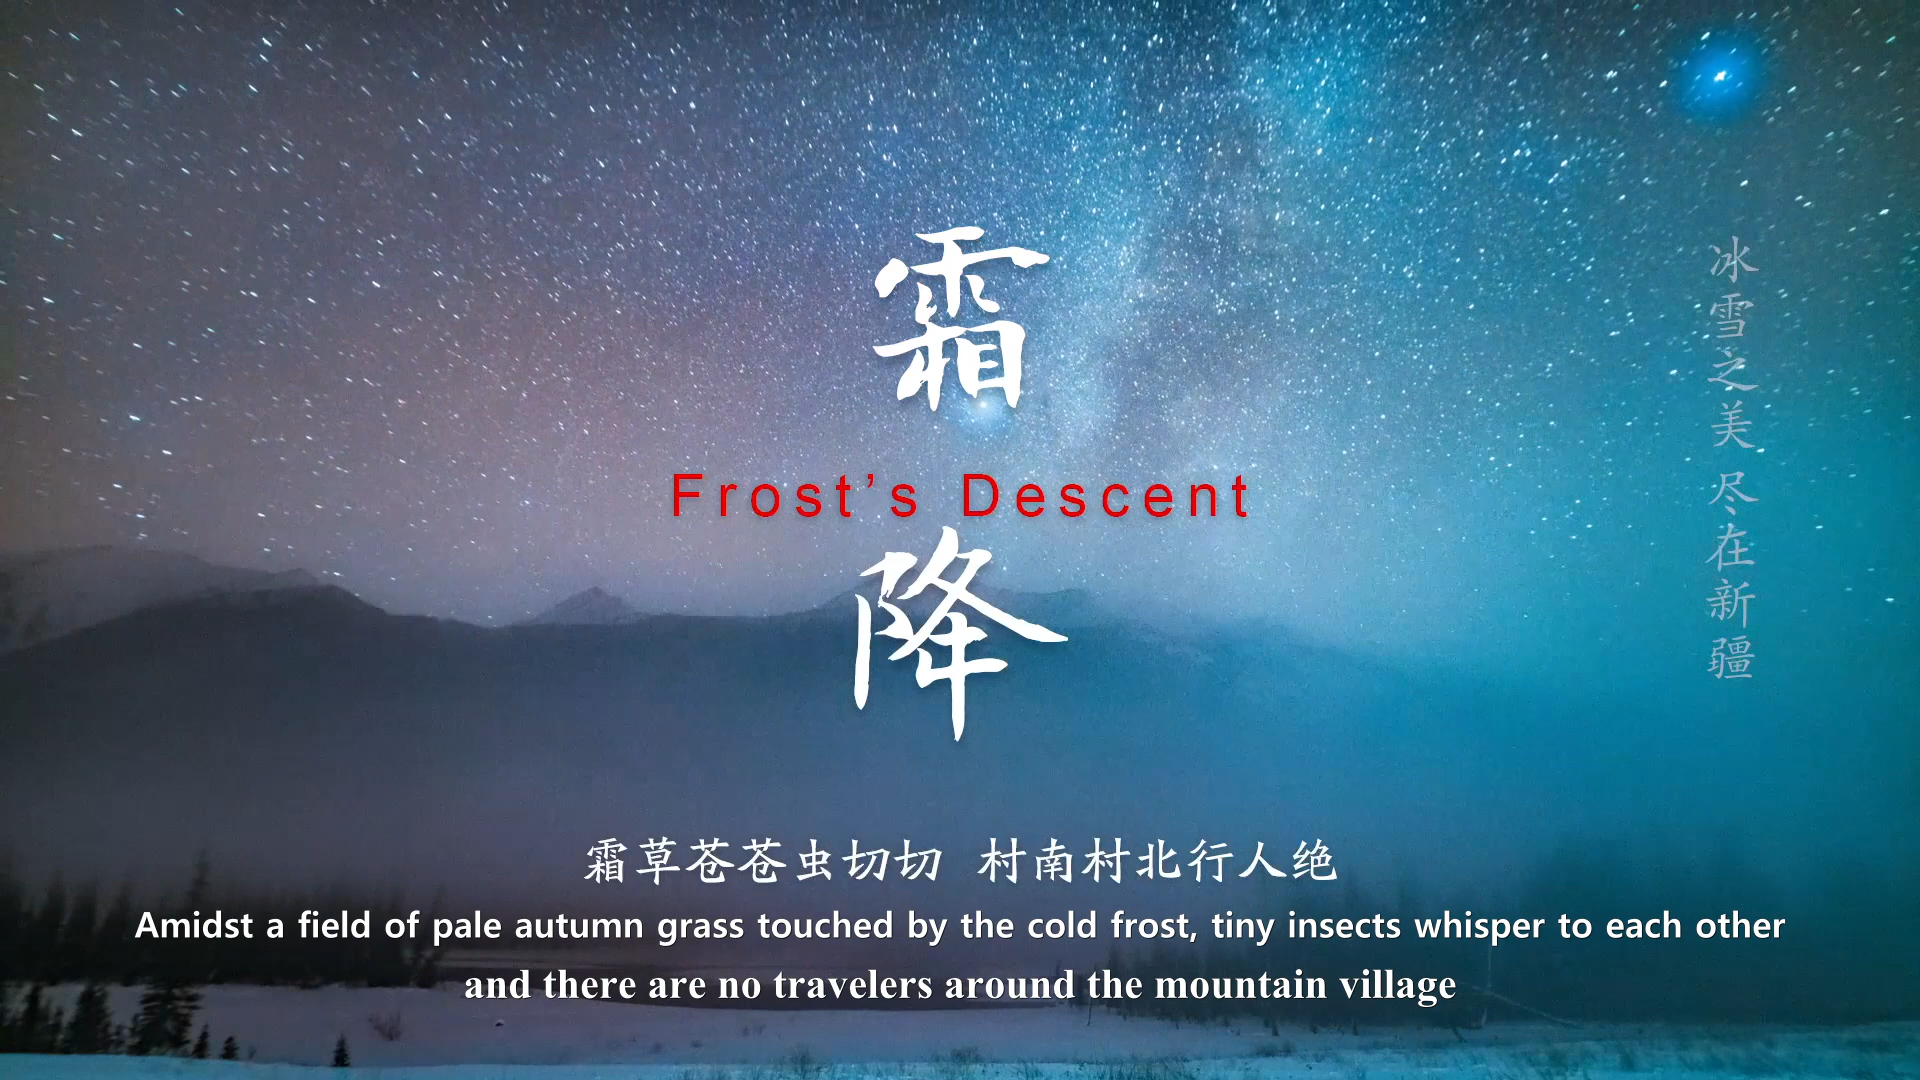 霜
Frost’s Descent
降
冰雪之美 尽在新疆
霜草苍苍虫切切 村南村北行人绝
Amidst a field of pale autumn grass touched by the cold frost, tiny insects whisper to each other
and there are no travelers around the mountain village